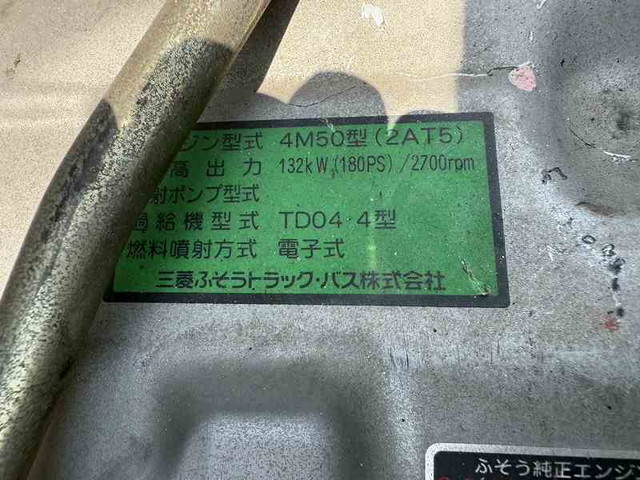 ジン型式 4M50型(2AT5)
高出力 132kW(180PS)/2700rpm
射ポンプ型式
過給機型式 TD04・4型
燃料噴射方式 電子式
三菱ふそうトラック・バス株式会社
ふそう純正エンジン